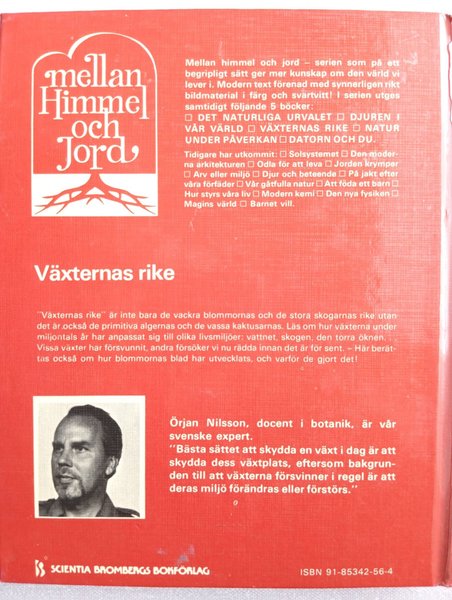 mellan
Himmel
och
Jord
Mellan himmel och jord – serien som på ett
begripligt sätt ger mer kunskap om den värld vi
lever i. Modern text förenad med synnerligen rikt
bildmaterial i färg och svartvitt! I serien utges
samtidigt följande 5 böcker:
□ DET NATURLIGA URVALET □ DJUREN I
VÅR VÄRLD □ VÄXTERNAS RIKE □ NATUR
UNDER PÅVERKAN □ DATORN OCH DU.
Tidigare har utkommit: □ Solsystemet □ Den moder-
na arkitekturen □ Odla för att leva □ Jorden krymper
□ Arv eller miljö □ Djur och beteende □ På jakt efter
våra förfäder □ Vår gåtfulla natur □ Att föda ett barn □
Hur styrs våra liv □ Modern kemi □ Den nya fysiken □
Magins värld □ Barnet vill.
Växternas rike
"Växternas rike" är inte bara de vackra blommornas och de stora skogarnas rike utan
det är också de primitiva algernas och de vassa kaktusarnas. Läs om hur växterna under
miljontals år har anpassat sig till olika livsmiljöer: vattnet, skogen, den torra öknen.
Vissa växter har försvunnit, andra försöker vi nu rädda innan det är för sent. – Här berät-
tas också om hur blommornas blad har utvecklats, och varför de gjort det!
Örjan Nilsson, docent i botanik, är vår
svenske expert.
"Bästa sättet att skydda en växt i dag är att
skydda dess växtplats, eftersom bakgrun-
den till att växterna försvinner i regel är att
deras miljö förändras eller förstörs."
SCIENTIA BROMBERGS BOKFÖRLAG
ISBN 91-85342-56-4